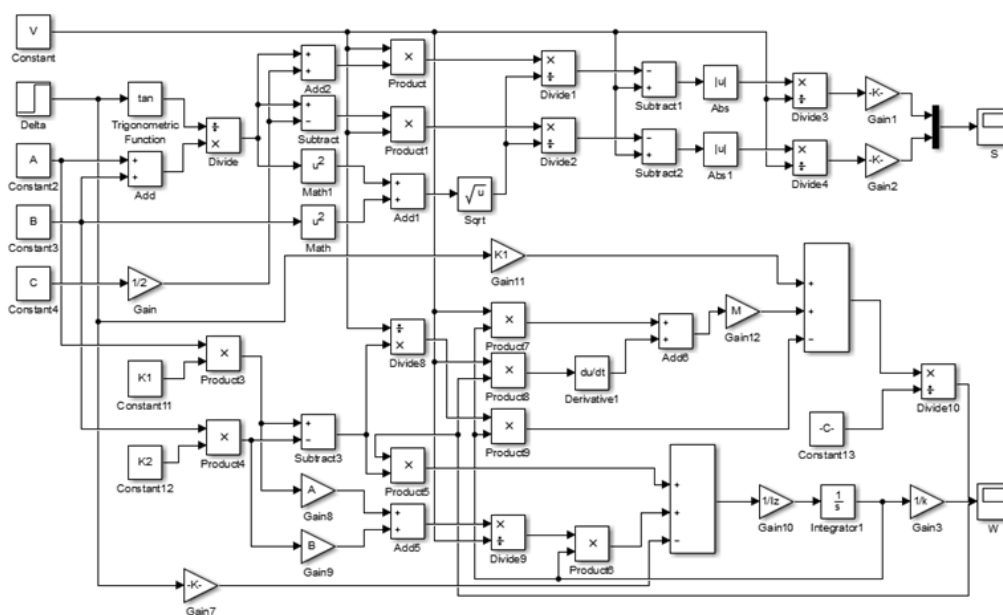 V
Constant
Delta
tan
Trigonometric
Function
A
Constant2
B
Constant3
C
Constant4
+
+
Add
÷
×
Divide
1/2
Gain
+
+
Add2
+
−
Subtract
u²
Math1
u²
Math
+
+
Add1
√u
Sqrt
×
Product
×
Product1
×
÷
Divide1
×
÷
Divide2
−
+
Subtract1
−
+
Subtract2
|u|
Abs
|u|
Abs1
×
÷
Divide3
×
÷
Divide4
-K-
Gain1
-K-
Gain2
S
K1
Gain11
K1
Constant11
×
Product3
K2
Constant12
×
Product4
+
−
Subtract3
÷
×
Divide8
×
Product7
×
Product8
×
Product9
du/dt
Derivative1
+
+
Add6
M
Gain12
+
+
−
×
÷
Divide10
-C-
Constant13
×
Product5
A
Gain8
B
Gain9
+
+
Add5
×
÷
Divide9
×
Product6
+
+
−
1/Iz
Gain10
1
s
Integrator1
1/k
Gain3
W
-K-
Gain7